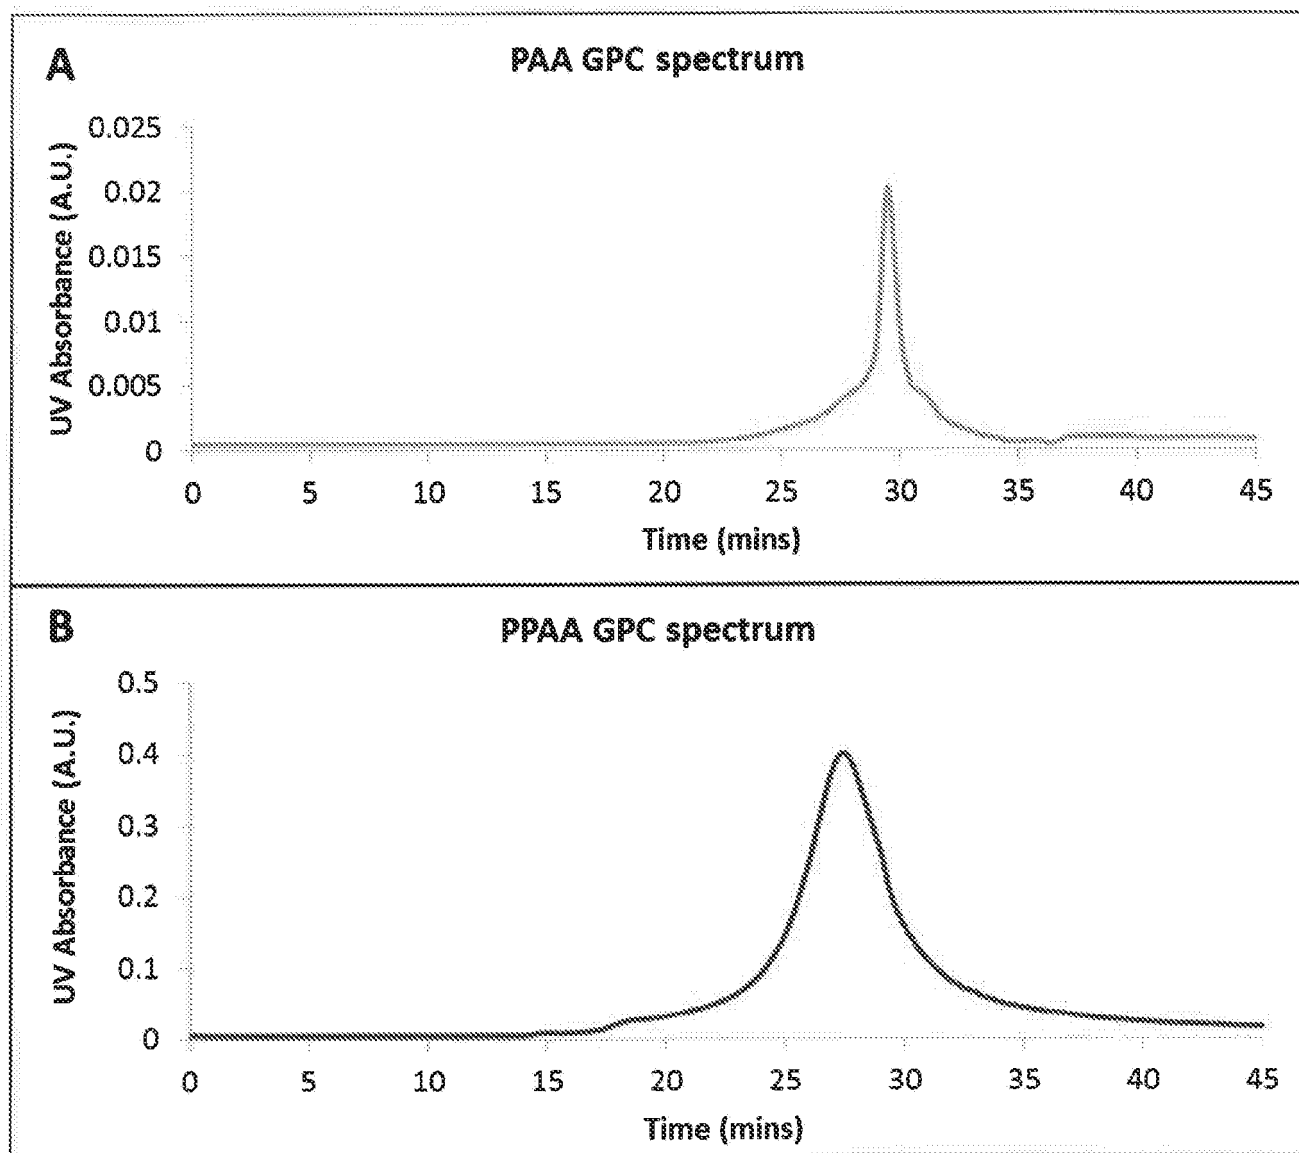 A
PAA GPC spectrum
UV Absorbance (A.U.)
0.025
0.02
0.015
0.01
0.005
0
0 5 10 15 20 25 30 35 40 45
Time (mins)
B
PPAA GPC spectrum
UV Absorbance (A.U.)
0.5
0.4
0.3
0.2
0.1
0
0 5 10 15 20 25 30 35 40 45
Time (mins)